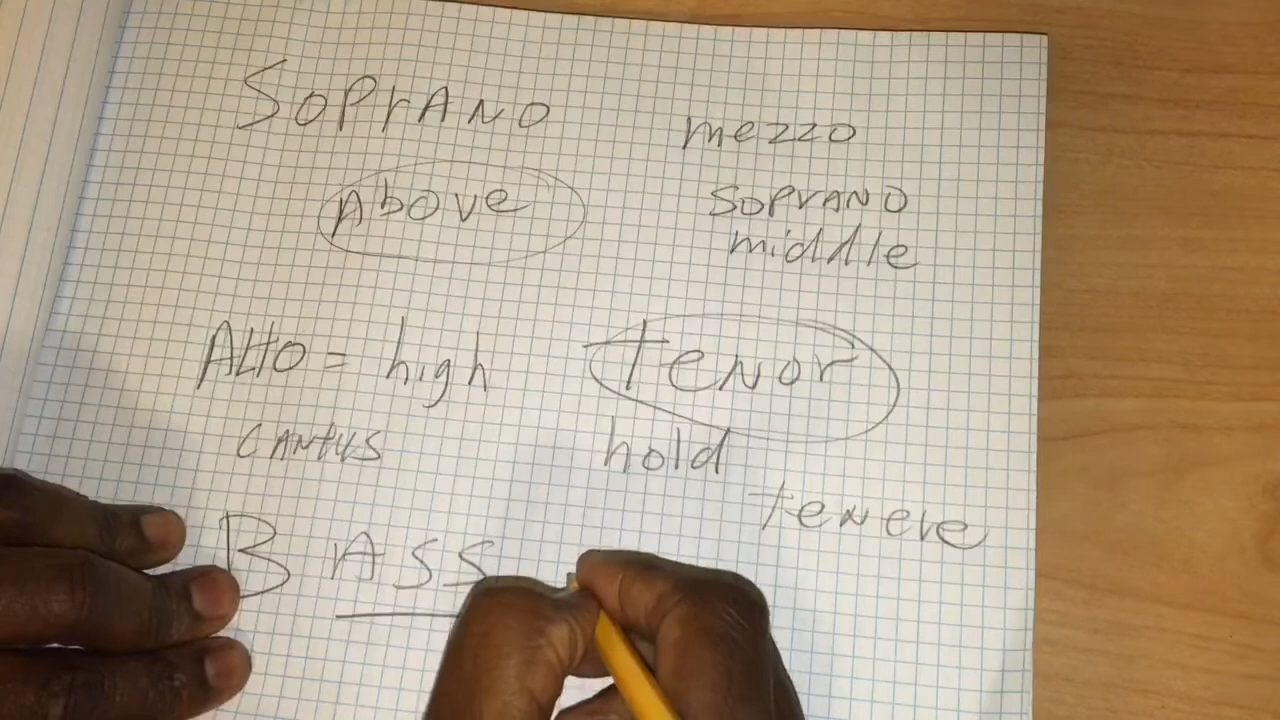 SOPrANO
mezzo
Above
SOPrANO
middle
Alto = high
tenor
CANTUS
hold
tenere
BASS